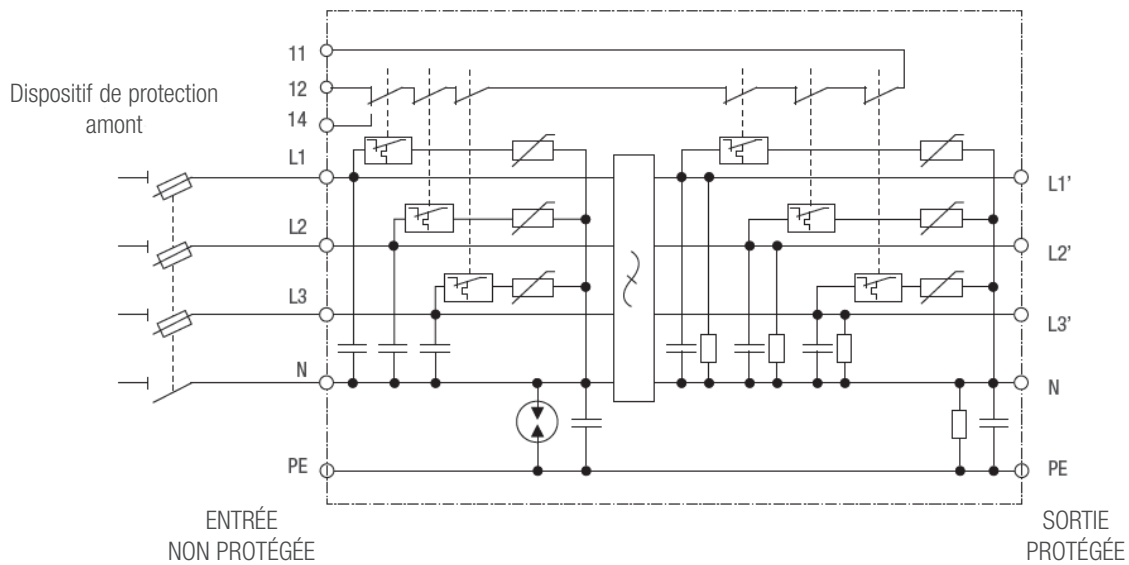 11
12
Dispositif de protection
amont
14
L1
L1’
L2
L2’
L3
L3’
N
N
PE
PE
ENTRÉE
NON PROTÉGÉE
SORTIE
PROTÉGÉE